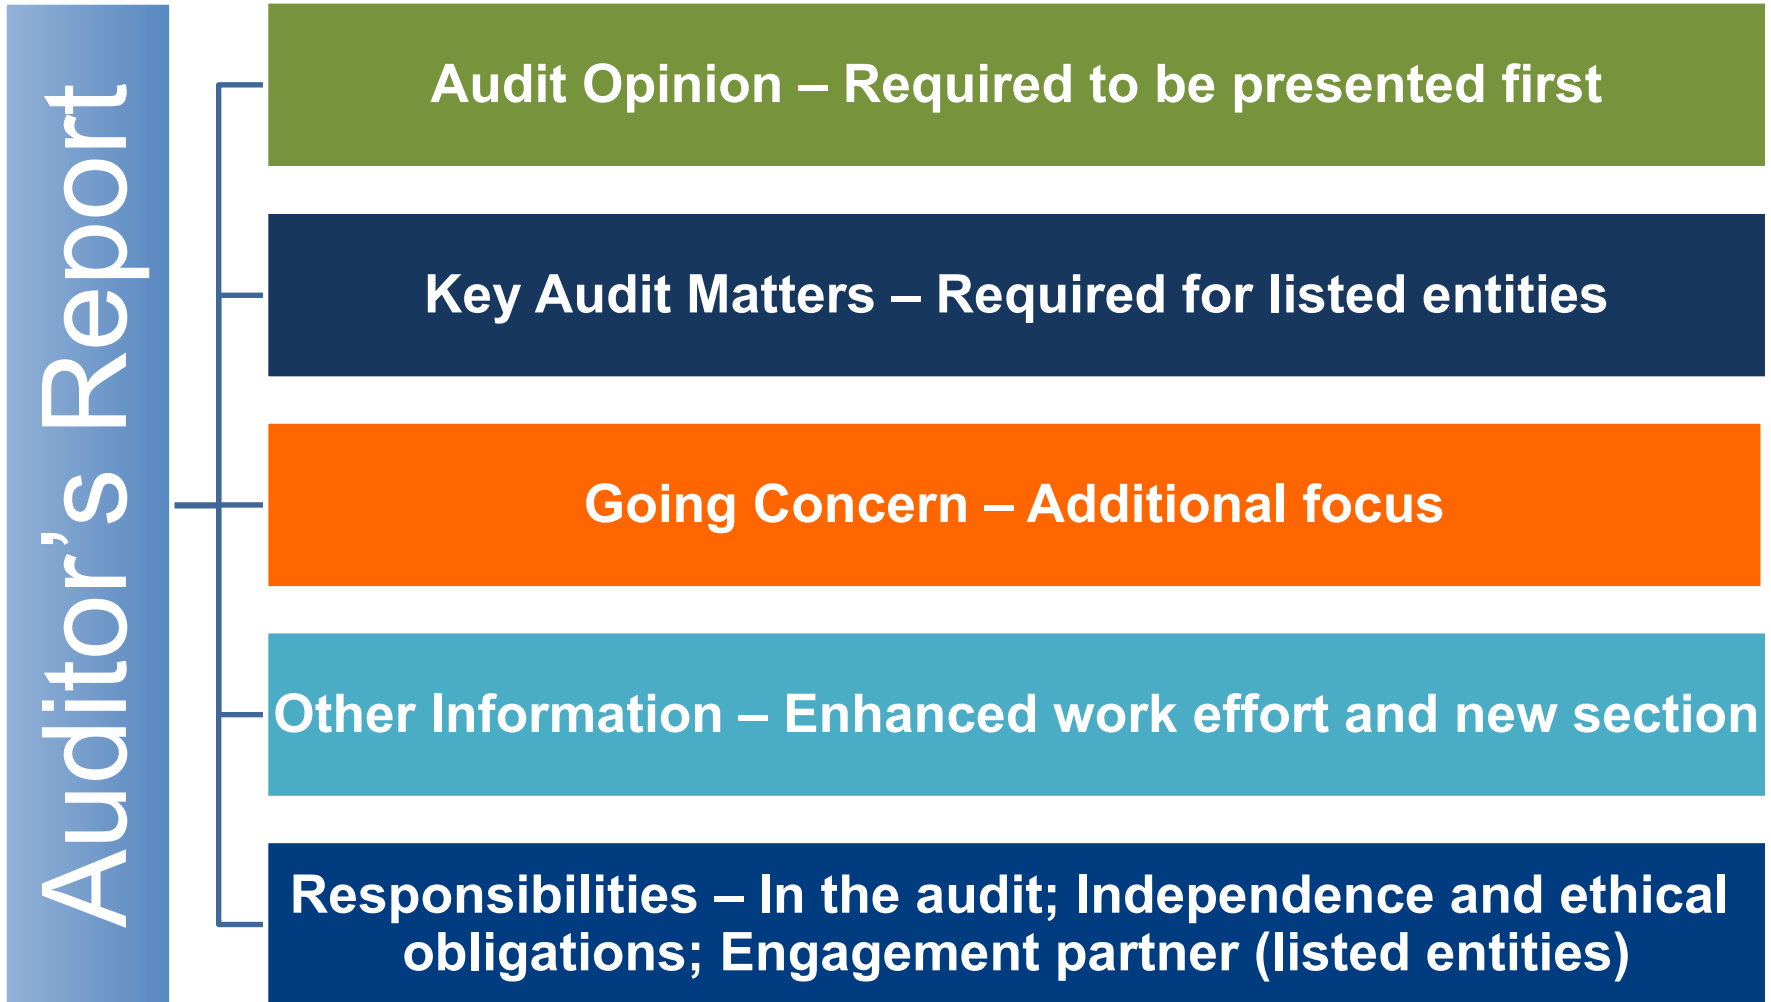 Auditor’s Report
Audit Opinion – Required to be presented first
Key Audit Matters – Required for listed entities
Going Concern – Additional focus
Other Information – Enhanced work effort and new section
Responsibilities – In the audit; Independence and ethical
obligations; Engagement partner (listed entities)